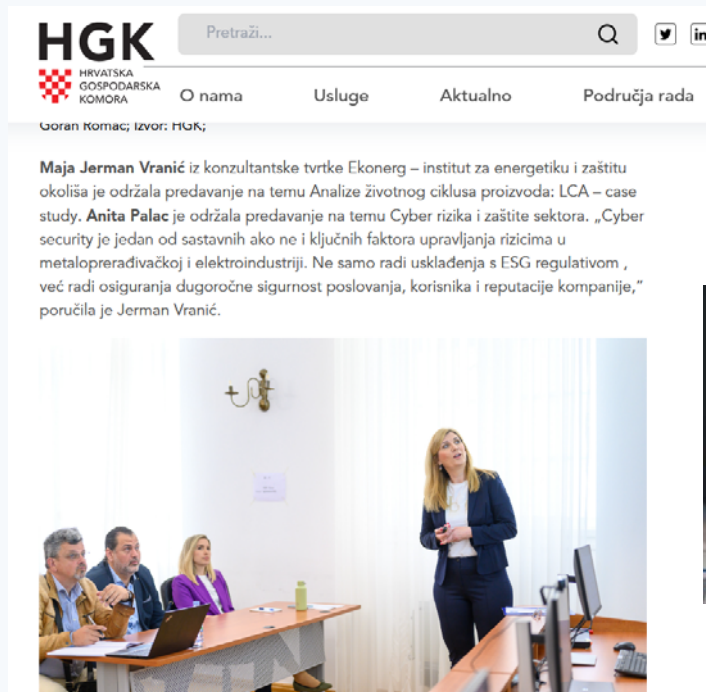 HGK
HRVATSKA
GOSPODARSKA
KOMORA
Pretraži...
in
O nama
Usluge
Aktualno
Područja rada
Goran Romac; Izvor: HGK;
Maja Jerman Vranić iz konzultantske tvrtke Ekonerg – institut za energetiku i zaštitu
okoliša je održala predavanje na temu Analize životnog ciklusa proizvoda: LCA – case
study. Anita Palac je održala predavanje na temu Cyber rizika i zaštite sektora. „Cyber
security je jedan od sastavnih ako ne i ključnih faktora upravljanja rizicima u
metaloprerađivačkoj i elektroindustriji. Ne samo radi usklađenja s ESG regulativom ,
već radi osiguranja dugoročne sigurnost poslovanja, korisnika i reputacije kompanije,“
poručila je Jerman Vranić.